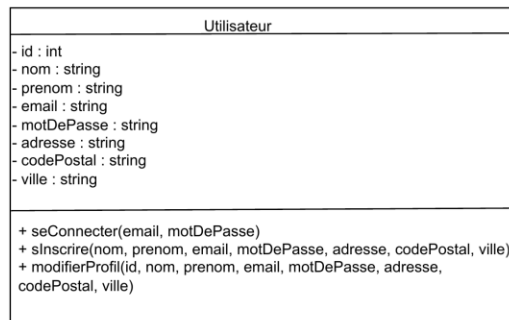 Utilisateur
- id : int
- nom : string
- prenom : string
- email : string
- motDePasse : string
- adresse : string
- codePostal : string
- ville : string
+ seConnecter(email, motDePasse)
+ sInscrire(nom, prenom, email, motDePasse, adresse, codePostal, ville)
+ modifierProfil(id, nom, prenom, email, motDePasse, adresse,
codePostal, ville)